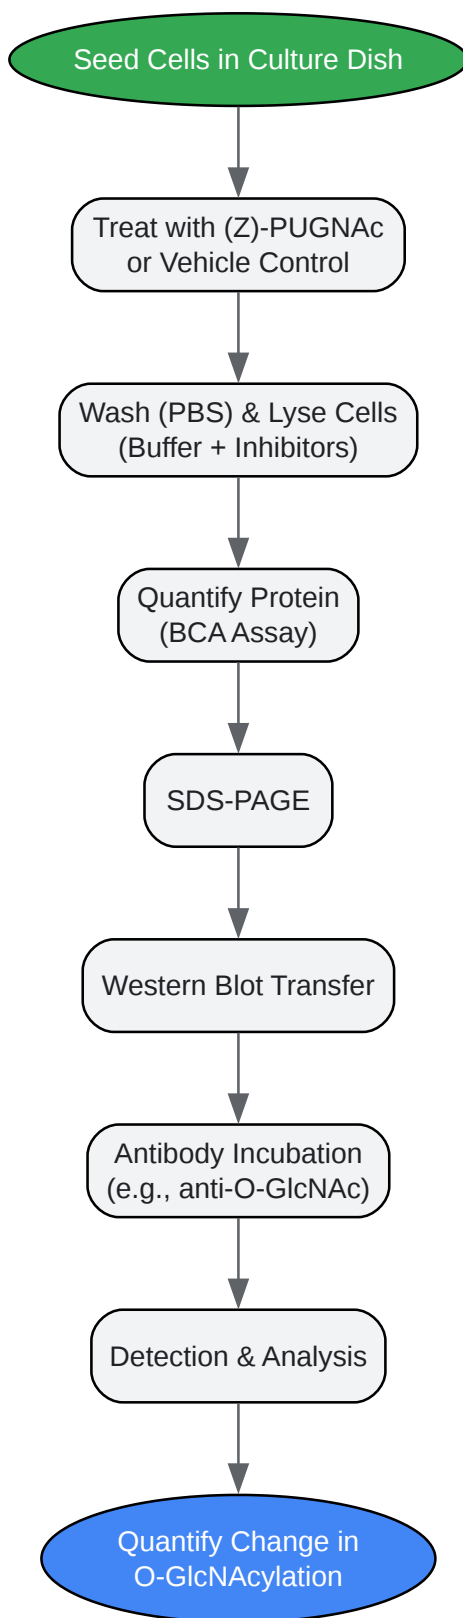 Seed Cells in Culture Dish
Treat with (Z)-PUGNAc
or Vehicle Control
Wash (PBS) & Lyse Cells
(Buffer + Inhibitors)
Quantify Protein
(BCA Assay)
SDS-PAGE
Western Blot Transfer
Antibody Incubation
(e.g., anti-O-GlcNAc)
Detection & Analysis
Quantify Change in
O-GlcNAcylation